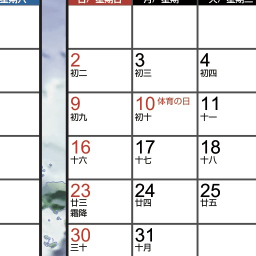 日/星期日 月/星期一 火/星期二
2 3 4
初二 初三 初四
9 10 体育の日 11
初九 初十 十一
16 17 18
十六 十七 十八
23 24 25
廿三 廿四 廿五
霜降
30 31
三十 十月